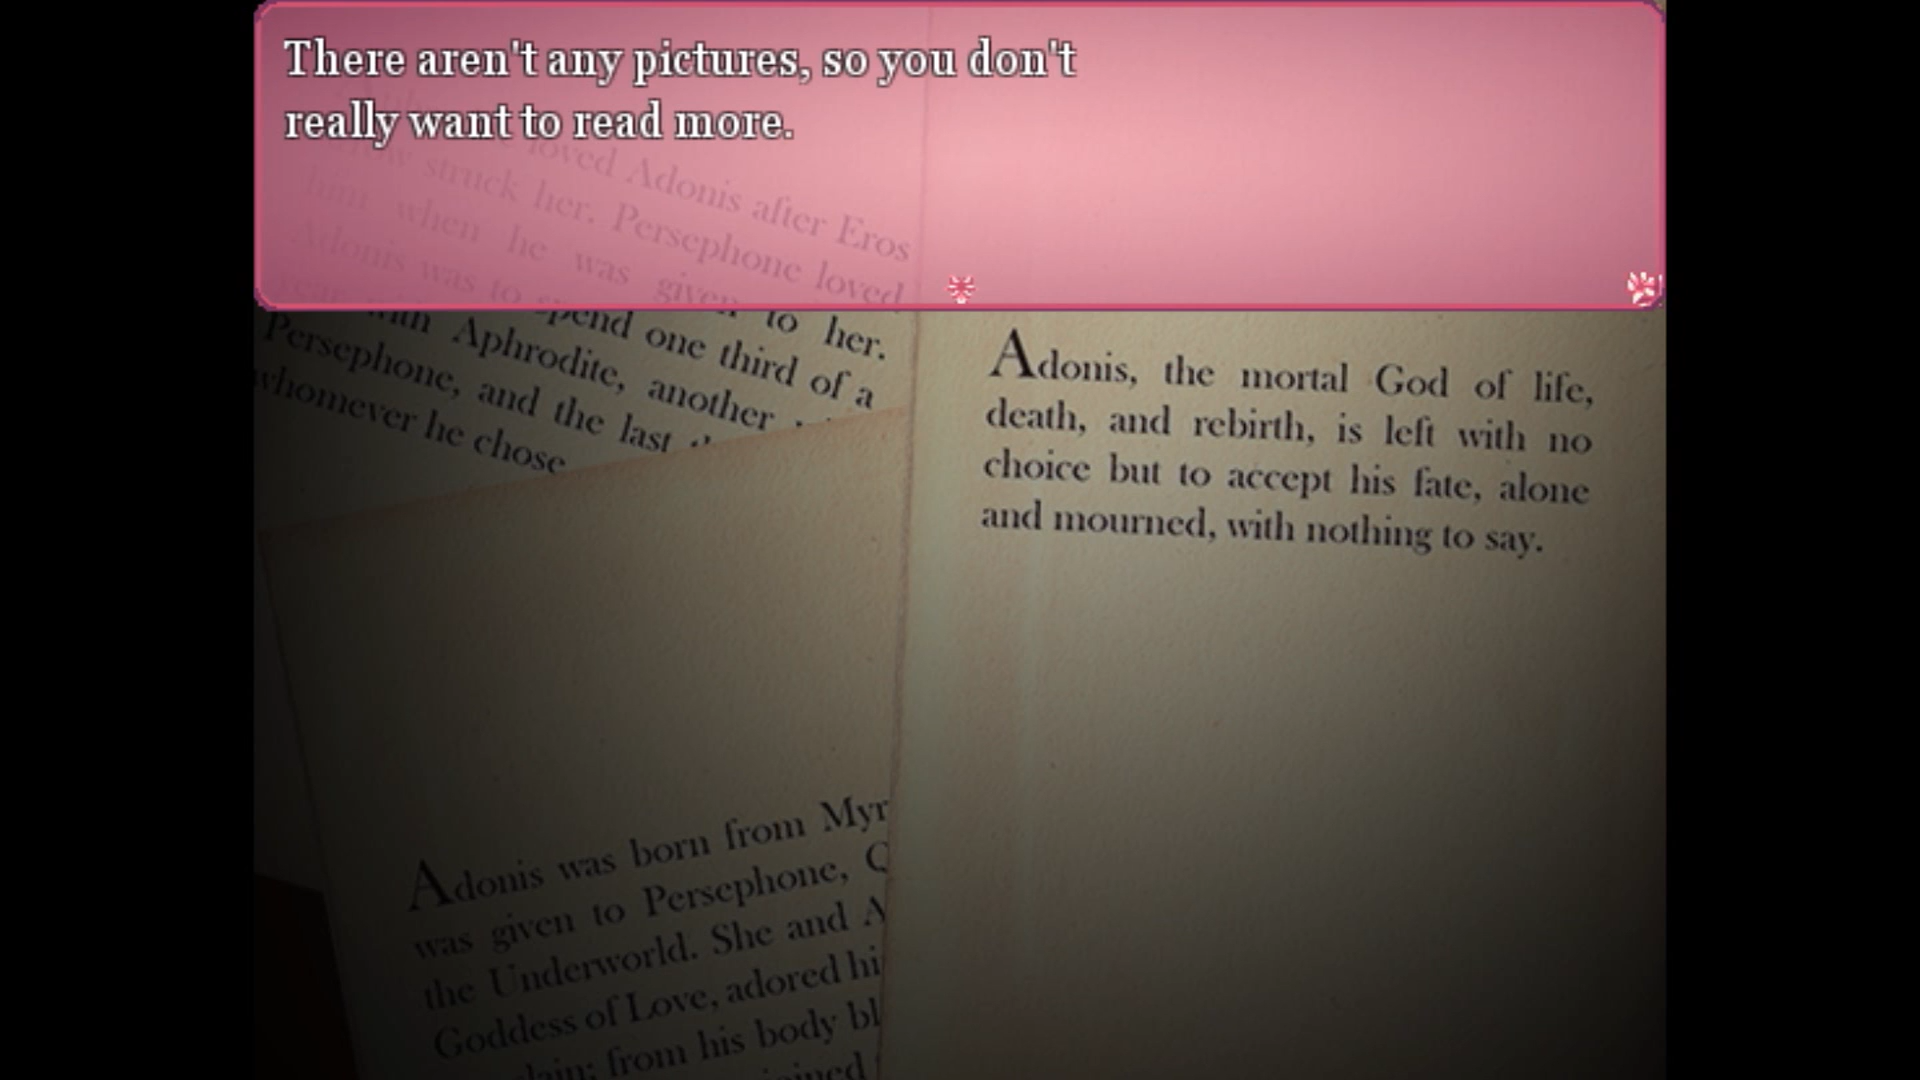 There aren't any pictures, so you don't
really want to read more.
loved Adonis after Eros
struck her. Persephone loved
him when he was given to her.
Adonis was to spend one third of a
year with Aphrodite, another
Persephone, and the last
whomever he chose
Adonis, the mortal God of life,
death, and rebirth, is left with no
choice but to accept his fate, alone
and mourned, with nothing to say.
Adonis was born from Myr
was given to Persephone, Q
the Underworld. She and A
Goddess of Love, adored hi
from his body bl